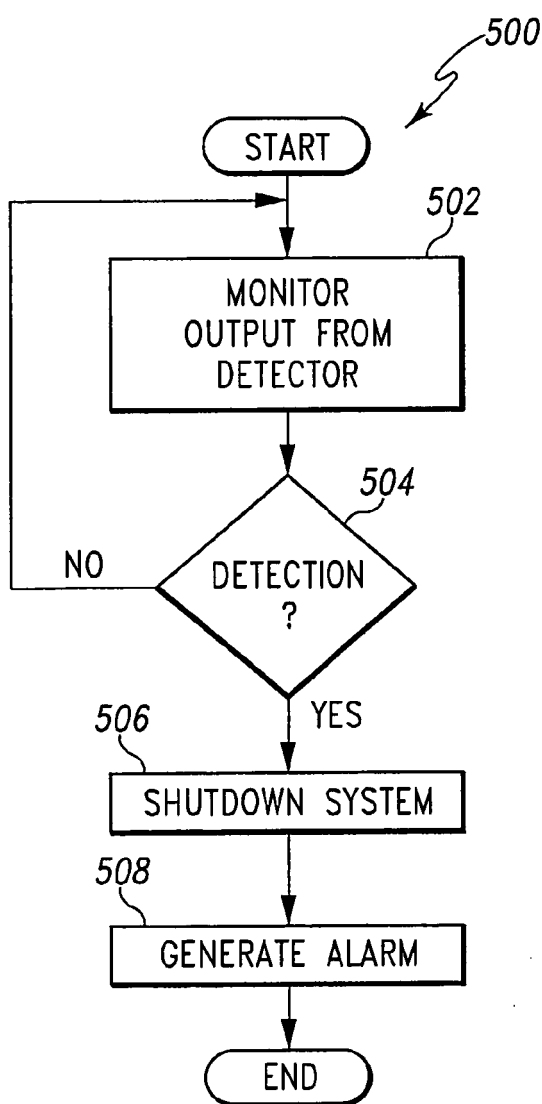 500
START
502
MONITOR
OUTPUT FROM
DETECTOR
504
DETECTION
?
NO
YES
506
SHUTDOWN SYSTEM
508
GENERATE ALARM
END